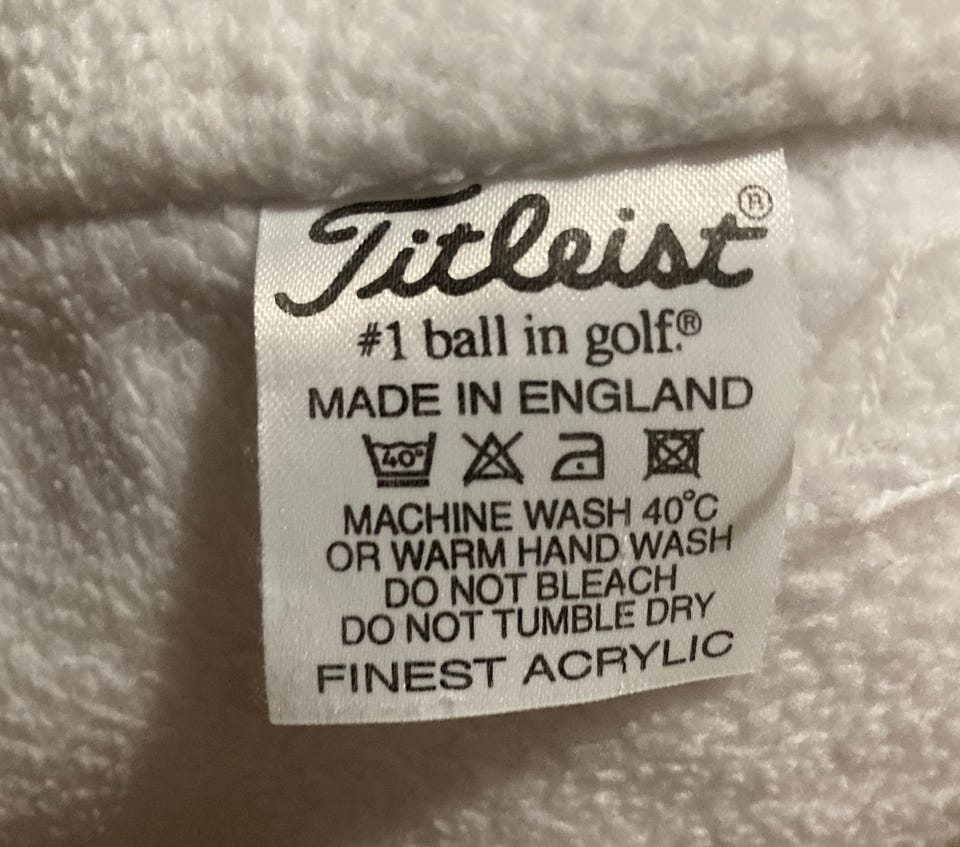 Titleist®
#1 ball in golf.®
MADE IN ENGLAND
40°
MACHINE WASH 40°C
OR WARM HAND WASH
DO NOT BLEACH
DO NOT TUMBLE DRY
FINEST ACRYLIC